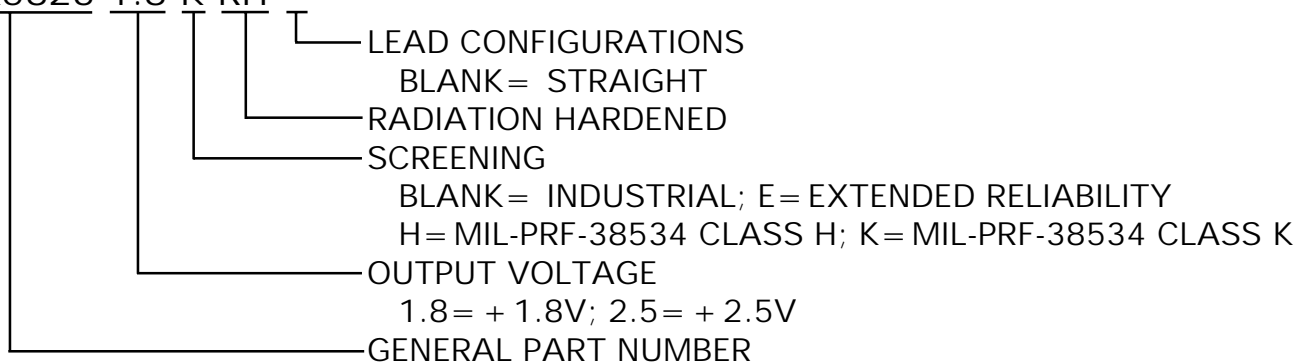 LEAD CONFIGURATIONS
BLANK= STRAIGHT
RADIATION HARDENED
SCREENING
BLANK= INDUSTRIAL; E=EXTENDED RELIABILITY
H=MIL-PRF-38534 CLASS H; K=MIL-PRF-38534 CLASS K
OUTPUT VOLTAGE
1.8= +1.8V; 2.5= +2.5V
GENERAL PART NUMBER